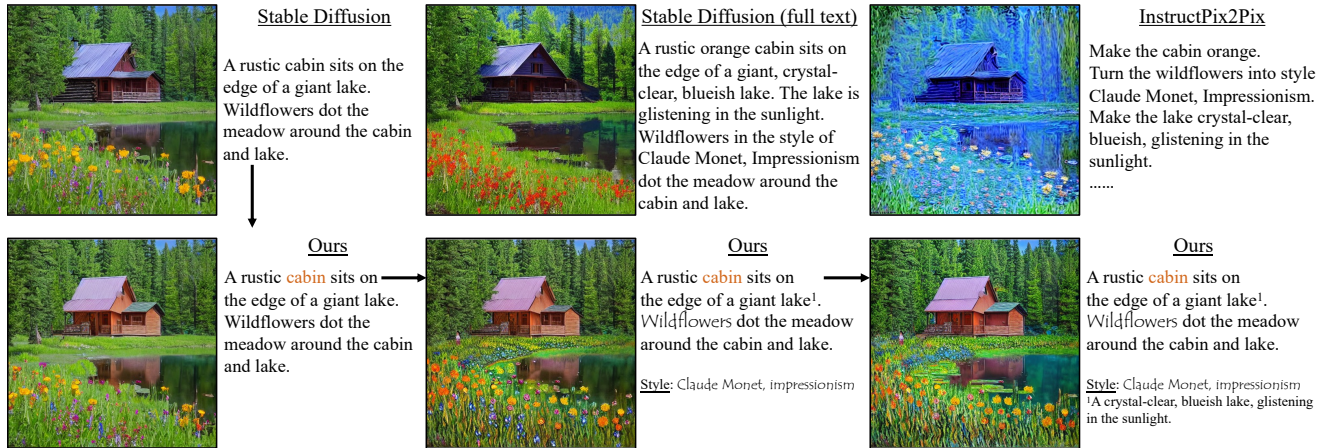 Stable Diffusion
A rustic cabin sits on the
edge of a giant lake.
Wildflowers dot the
meadow around the cabin
and lake.
Stable Diffusion (full text)
A rustic orange cabin sits on
the edge of a giant, crystal-
clear, blueish lake. The lake is
glistening in the sunlight.
Wildflowers in the style of
Claude Monet, Impressionism
dot the meadow around the
cabin and lake.
InstructPix2Pix
Make the cabin orange.
Turn the wildflowers into style
Claude Monet, Impressionism.
Make the lake crystal-clear,
blueish, glistening in the
sunlight.
......
Ours
A rustic cabin sits on
the edge of a giant lake.
Wildflowers dot the
meadow around the cabin
and lake.
Ours
A rustic cabin sits on
the edge of a giant lake¹.
Wildflowers dot the meadow
around the cabin and lake.
Style: Claude Monet, impressionism
Ours
A rustic cabin sits on
the edge of a giant lake¹.
Wildflowers dot the meadow
around the cabin and lake.
Style: Claude Monet, impressionism
¹A crystal-clear, blueish lake, glistening
in the sunlight.